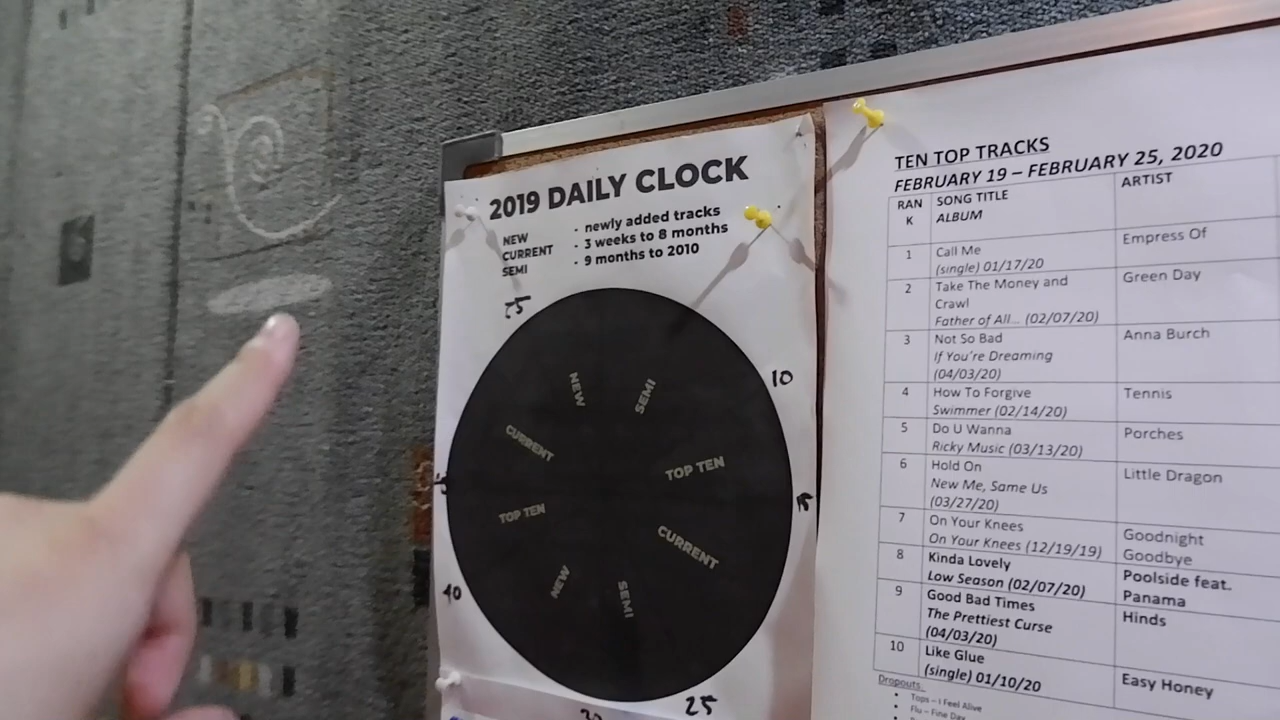 2019 DAILY CLOCK
NEW - newly added tracks
CURRENT - 3 weeks to 8 months
SEMI - 9 months to 2010
10
15
25
40
NEW
SEMI
CURRENT
TOP TEN
TOP TEN
CURRENT
NEW
SEMI
TEN TOP TRACKS
FEBRUARY 19 – FEBRUARY 25, 2020
RAN SONG TITLE ARTIST
K ALBUM
1 Call Me Empress Of
(single) 01/17/20
2 Take The Money and Green Day
Crawl
Father of All... (02/07/20)
3 Not So Bad Anna Burch
If You're Dreaming
(04/03/20)
4 How To Forgive Tennis
Swimmer (02/14/20)
5 Do U Wanna Porches
Ricky Music (03/13/20)
6 Hold On Little Dragon
New Me, Same Us
(03/27/20)
7 On Your Knees Goodnight
On Your Knees (12/19/19) Goodbye
8 Kinda Lovely Poolside feat.
Low Season (02/07/20) Panama
9 Good Bad Times Hinds
The Prettiest Curse
(04/03/20)
10 Like Glue Easy Honey
(single) 01/10/20
Dropouts
Tops – I Feel Alive
Flu – Fine Day